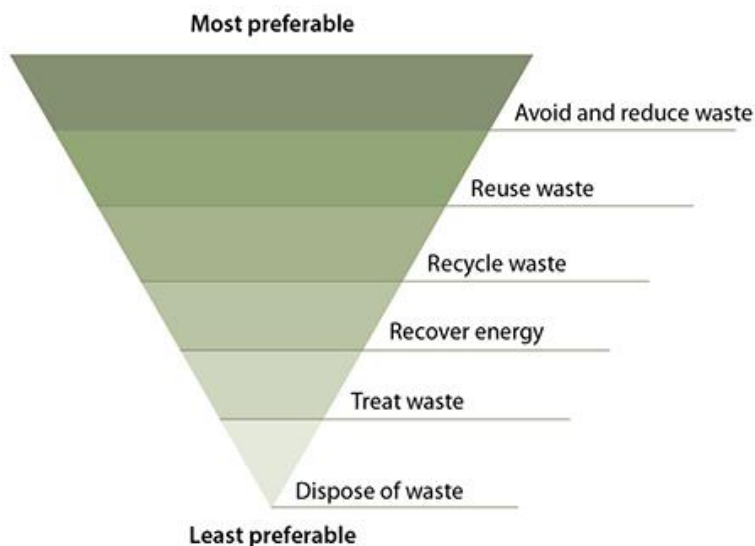 Most preferable
Avoid and reduce waste
Reuse waste
Recycle waste
Recover energy
Treat waste
Dispose of waste
Least preferable